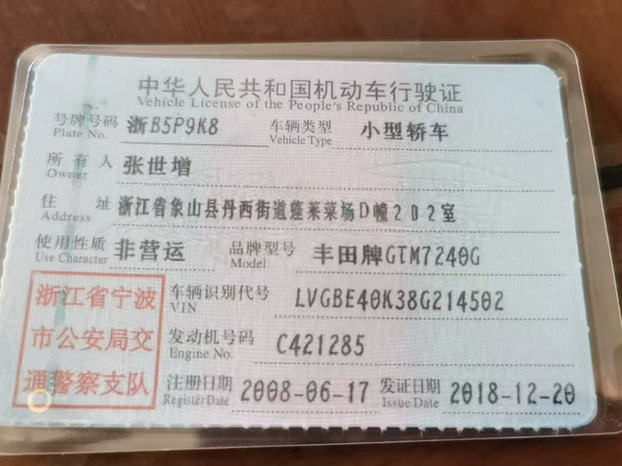 中华人民共和国机动车行驶证
Vehicle License of the People's Republic of China
号牌号码 浙B5P9K8 车辆类型 小型轿车
Plate No. Vehicle Type
所有人 张世增
Owner
住址 浙江省象山县丹西街道蓬莱菜场D幢202室
Address
使用性质 非营运 品牌型号 丰田牌GTM7240G
Use Character Model
浙江省宁波 车辆识别代号 LVGBE40K38G214502
VIN
市公安局交 发动机号码 C421285
Engine No.
通警察支队 注册日期 2008-06-17 发证日期 2018-12-20
Register Date Issue Date